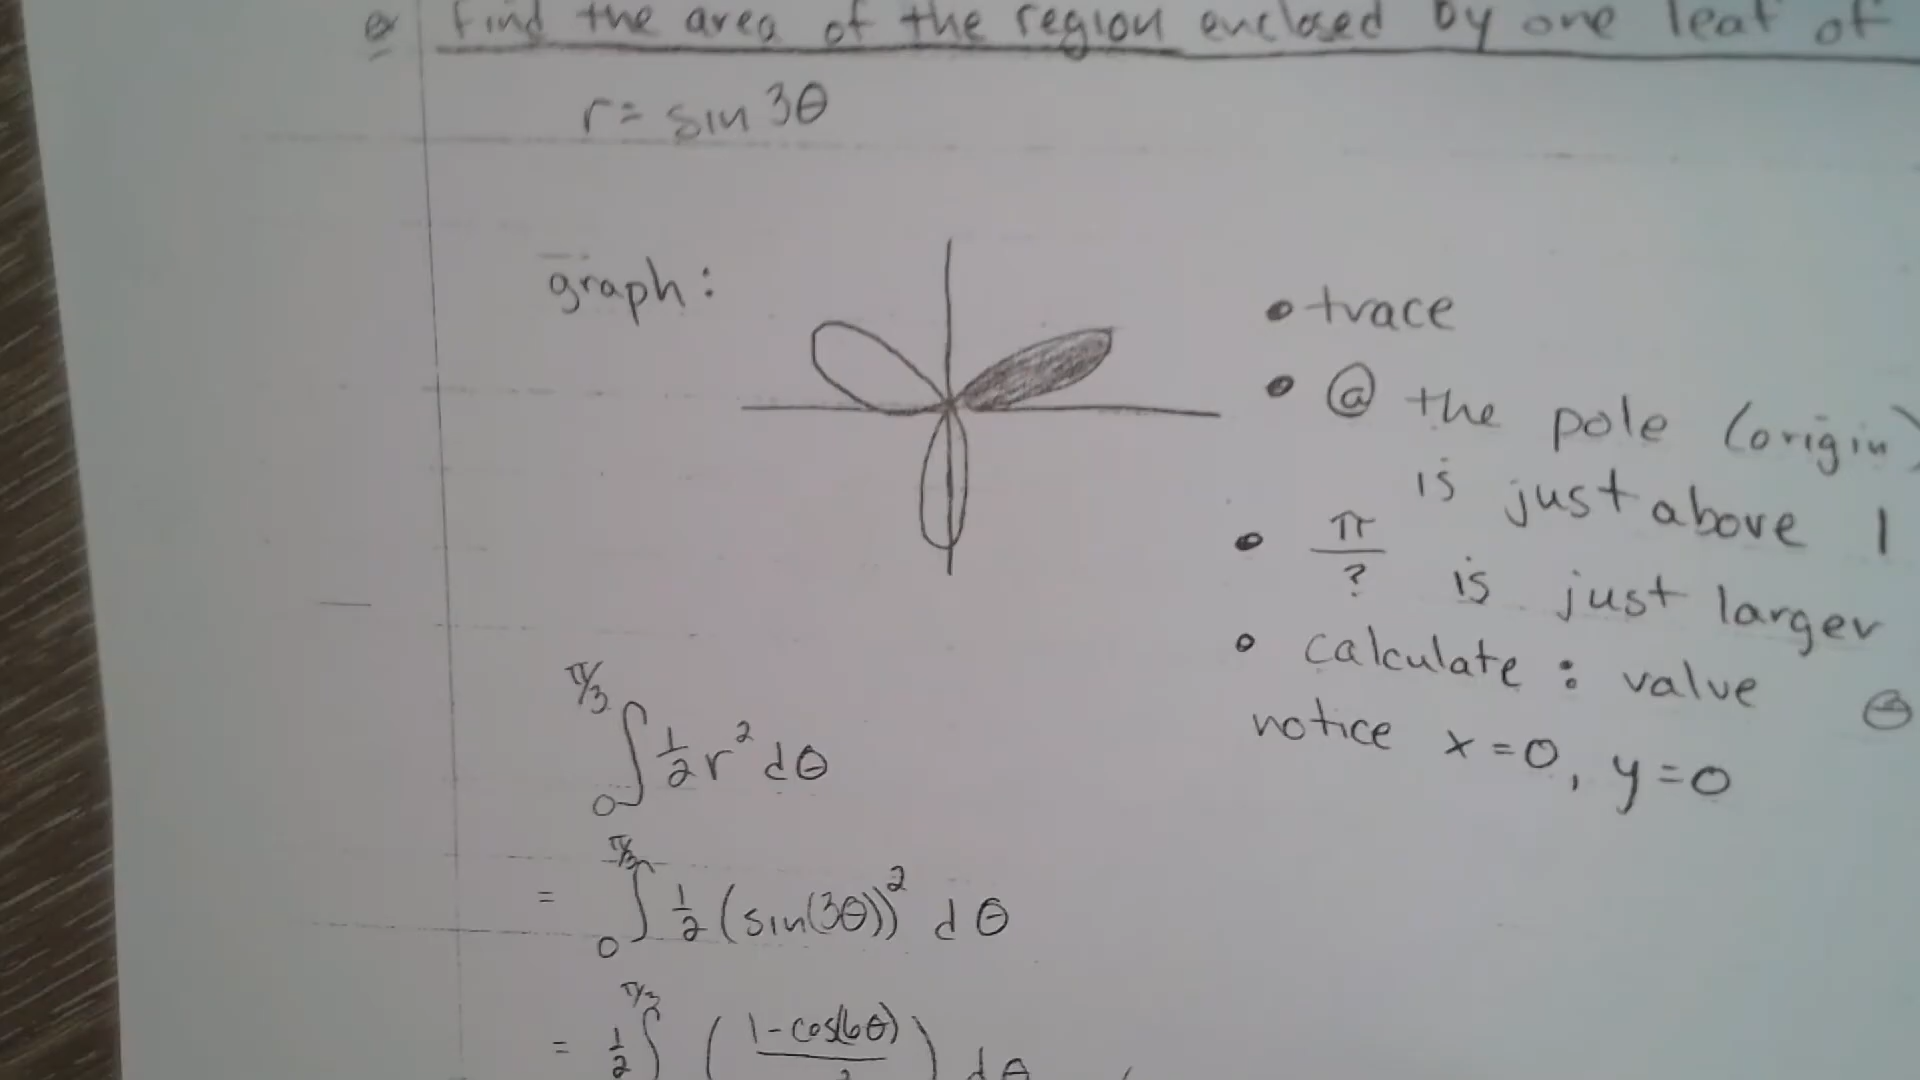 ex Find the area of the region enclosed by one leaf of
r = sin 3θ
graph:
• trace
• @ the pole (origin)
is just above 1
• π/? is just larger
• calculate : value θ
notice x=0, y=0
∫₀^π/3 ½ r² dθ
= ∫₀^π/3 ½ (sin(3θ))² dθ
= ½ ∫^π/3 ( (1-cos(6θ))/2 ) dθ